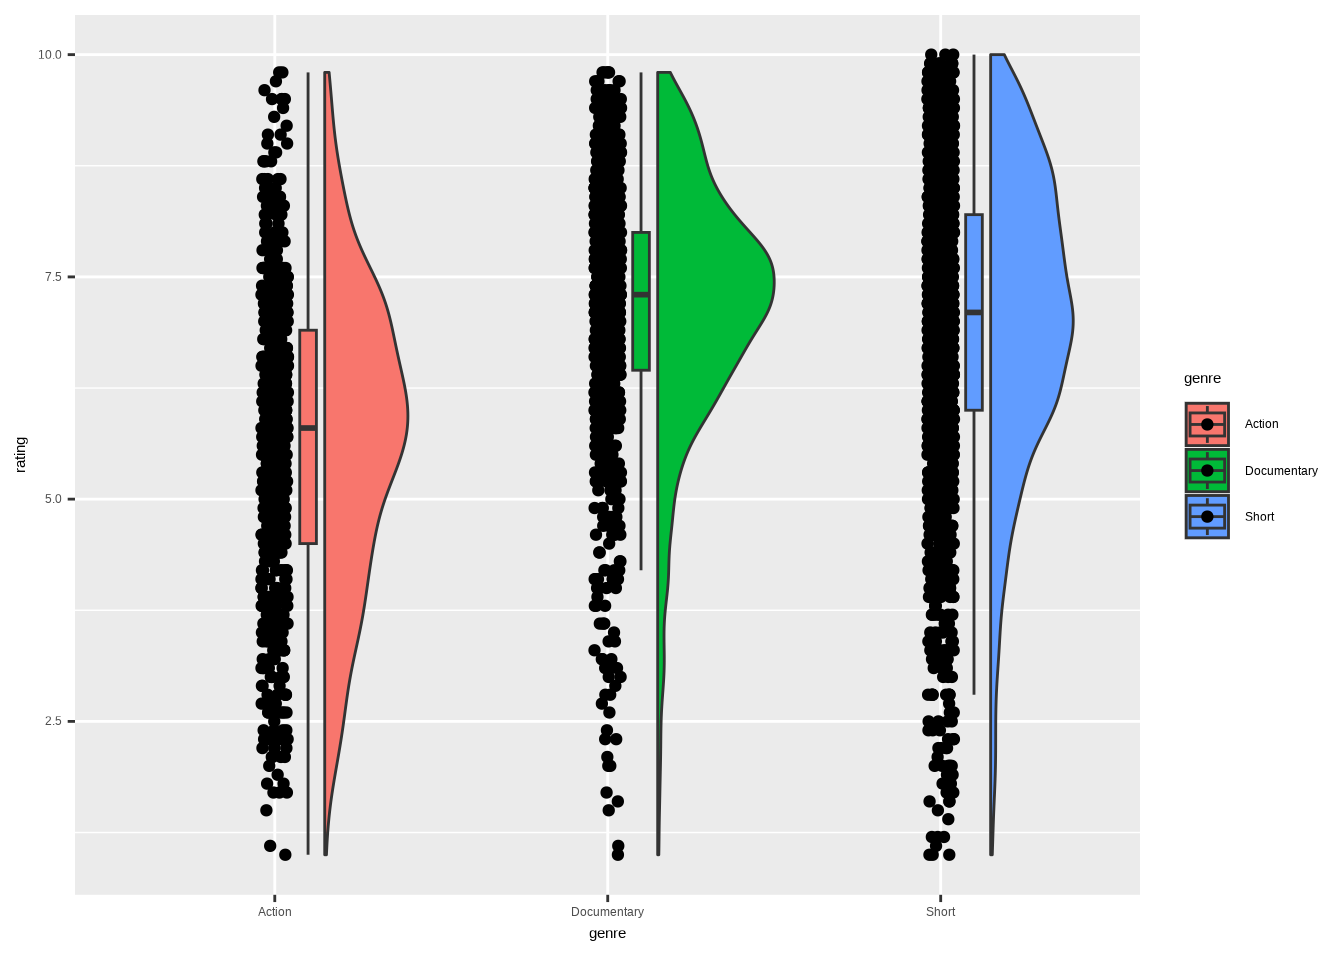 10.0
7.5
5.0
2.5
rating
Action
Documentary
Short
genre
genre
Action
Documentary
Short